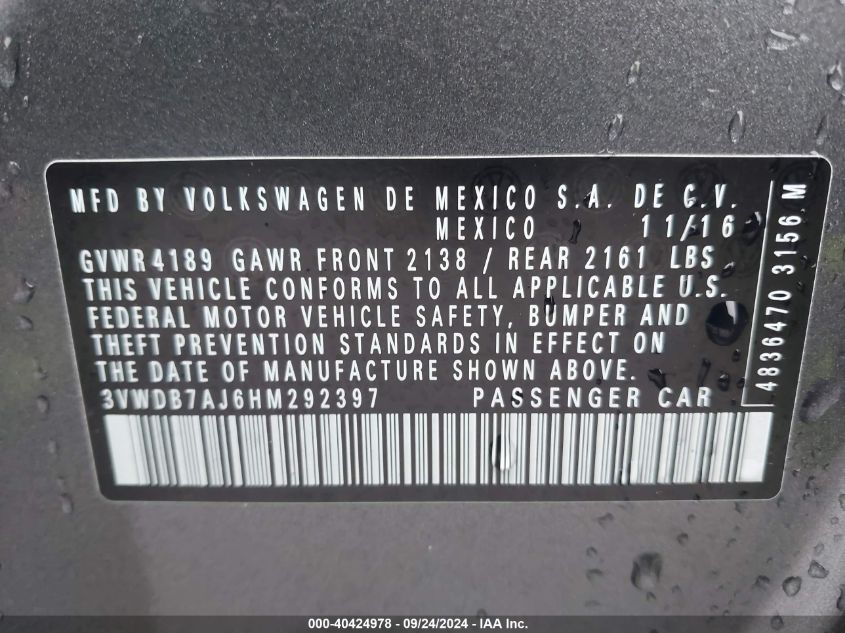 MFD BY VOLKSWAGEN DE MEXICO S.A. DE C.V.
MEXICO 11/16
GVWR 4189 GAWR FRONT 2138 / REAR 2161 LBS
THIS VEHICLE CONFORMS TO ALL APPLICABLE U.S.
FEDERAL MOTOR VEHICLE SAFETY, BUMPER AND
THEFT PREVENTION STANDARDS IN EFFECT ON
THE DATE OF MANUFACTURE SHOWN ABOVE.
3VWDB7AJ6HM292397 PASSENGER CAR
4836470 3156 M
000-40424978 - 09/24/2024 - IAA Inc.